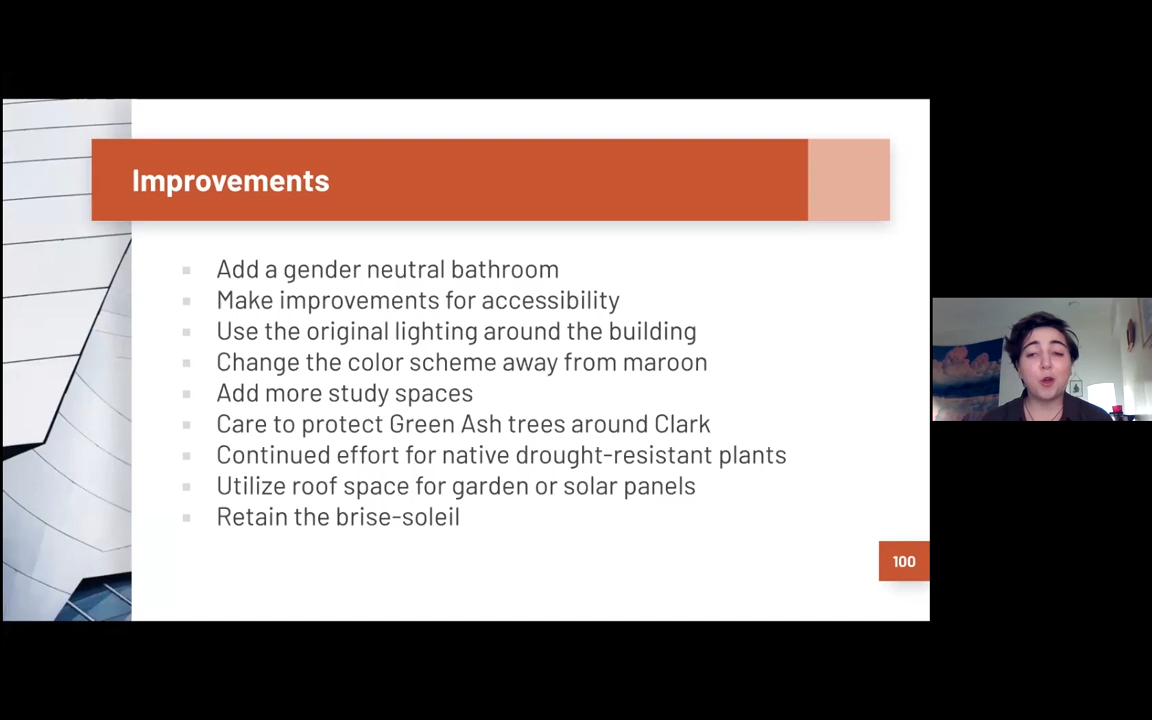 Improvements
Add a gender neutral bathroom
Make improvements for accessibility
Use the original lighting around the building
Change the color scheme away from maroon
Add more study spaces
Care to protect Green Ash trees around Clark
Continued effort for native drought-resistant plants
Utilize roof space for garden or solar panels
Retain the brise-soleil
100